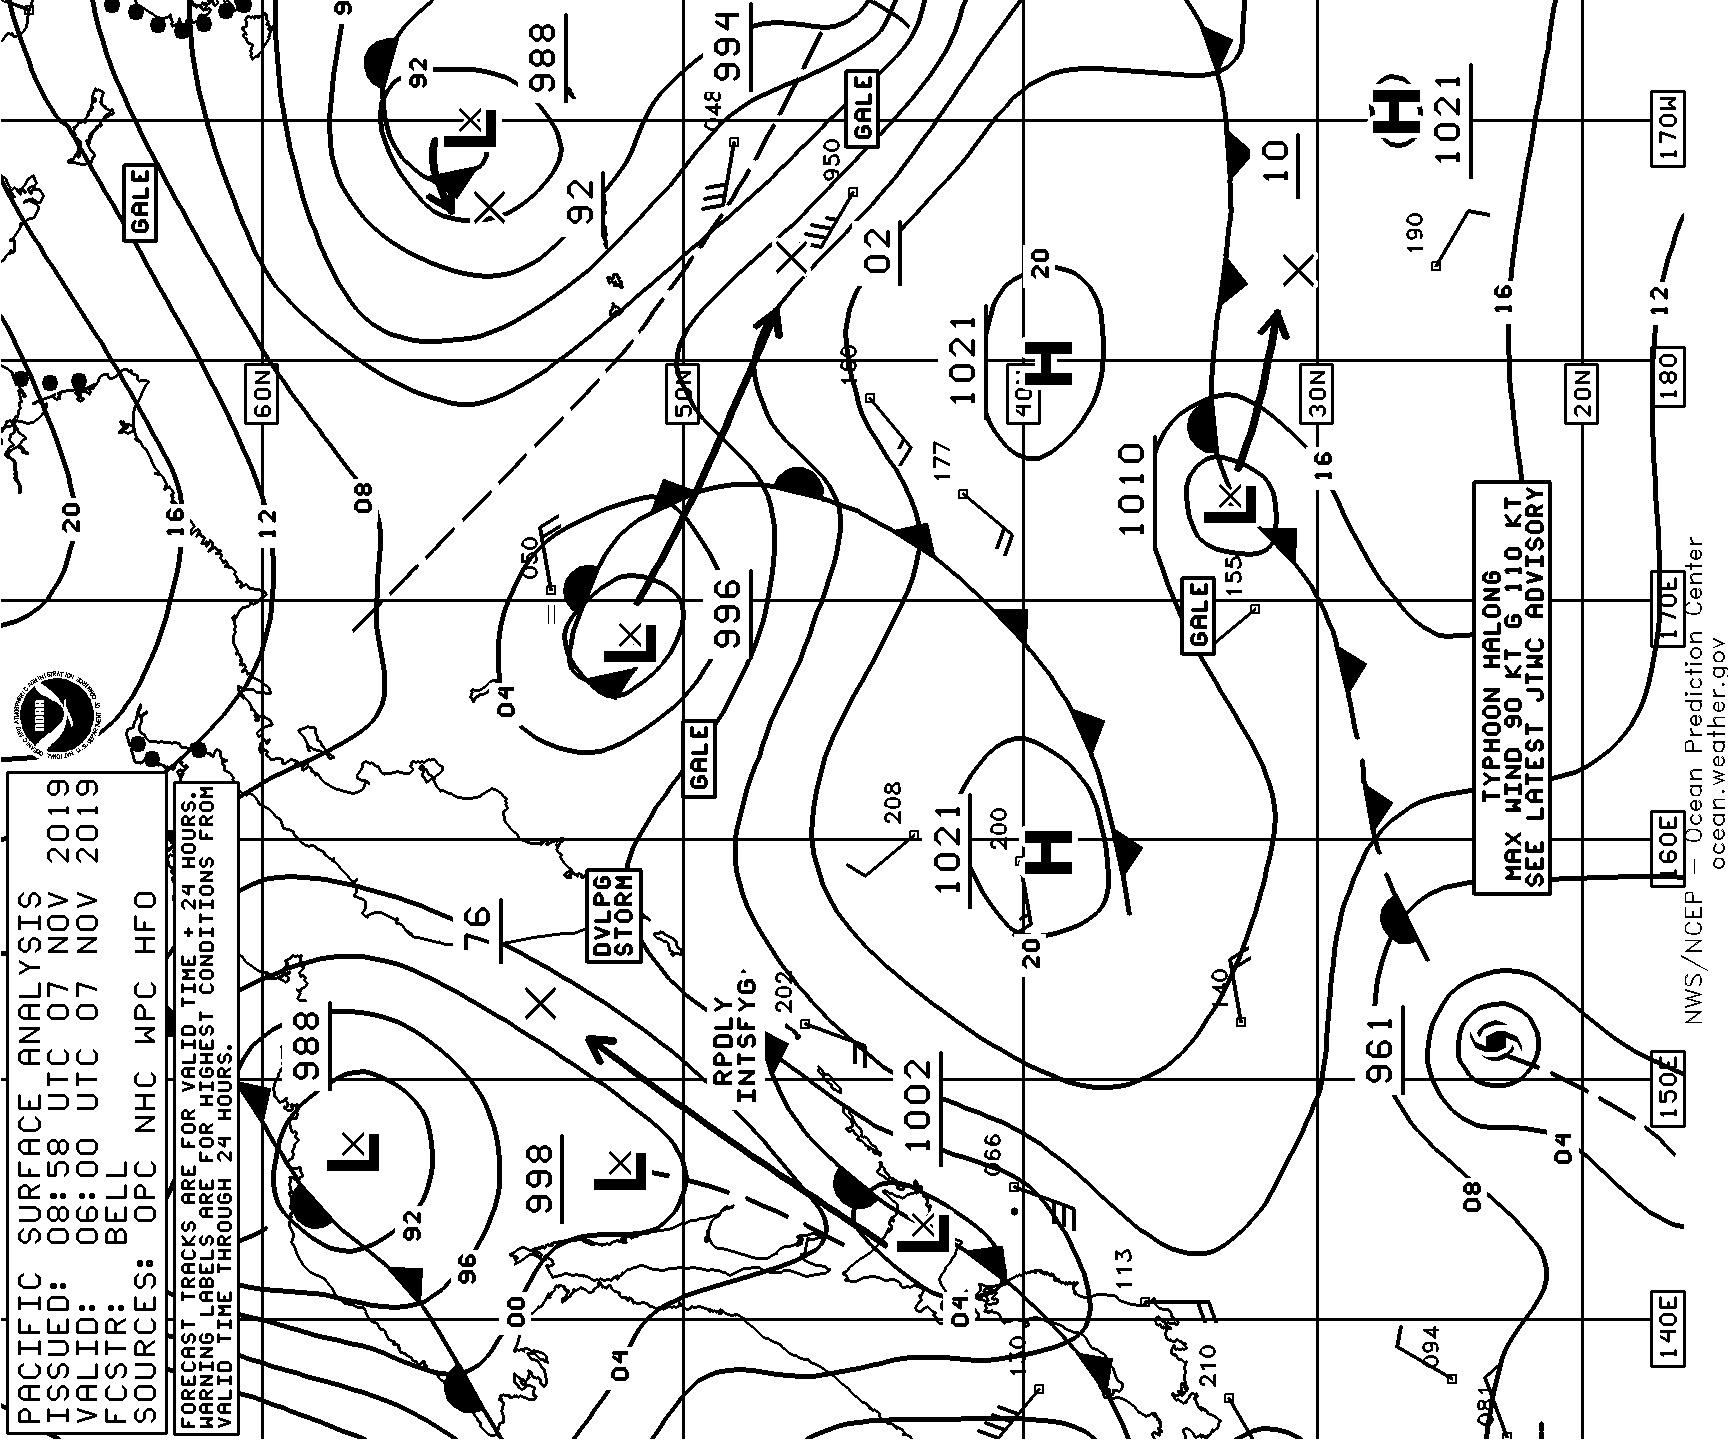 PACIFIC SURFACE ANALYSIS
ISSUED: 08:58 UTC 07 NOV 2019
VALID: 06:00 UTC 07 NOV 2019
FCSTR: BELL
SOURCES: OPC NHC WPC HFO
FORECAST TRACKS ARE FOR VALID TIME + 24 HOURS.
WARNING LABELS ARE FOR HIGHEST CONDITIONS FROM
VALID TIME THROUGH 24 HOURS.
20
16
12
08
GALE
60N
92
L
988
92
994
048
950
GALE
02
50N
180
177
050
04
L
996
GALE
1021
20
40N
H
10
H
1021
190
1010
L
155
GALE
30N
16
16
12
20N
170W
180
170E
160E
150E
140E
TYPHOON HALONG
MAX WIND 90 KT G 110 KT
SEE LATEST JTWC ADVISORY
208
1021
200
H
20
76
DVLPG
STORM
988
L
92
96
998
L
00
04
RPDLY
INTSFYG
202
1002
L
066
04
113
110
210
140
961
04
08
094
081
NWS/NCEP – Ocean Prediction Center
ocean.weather.gov